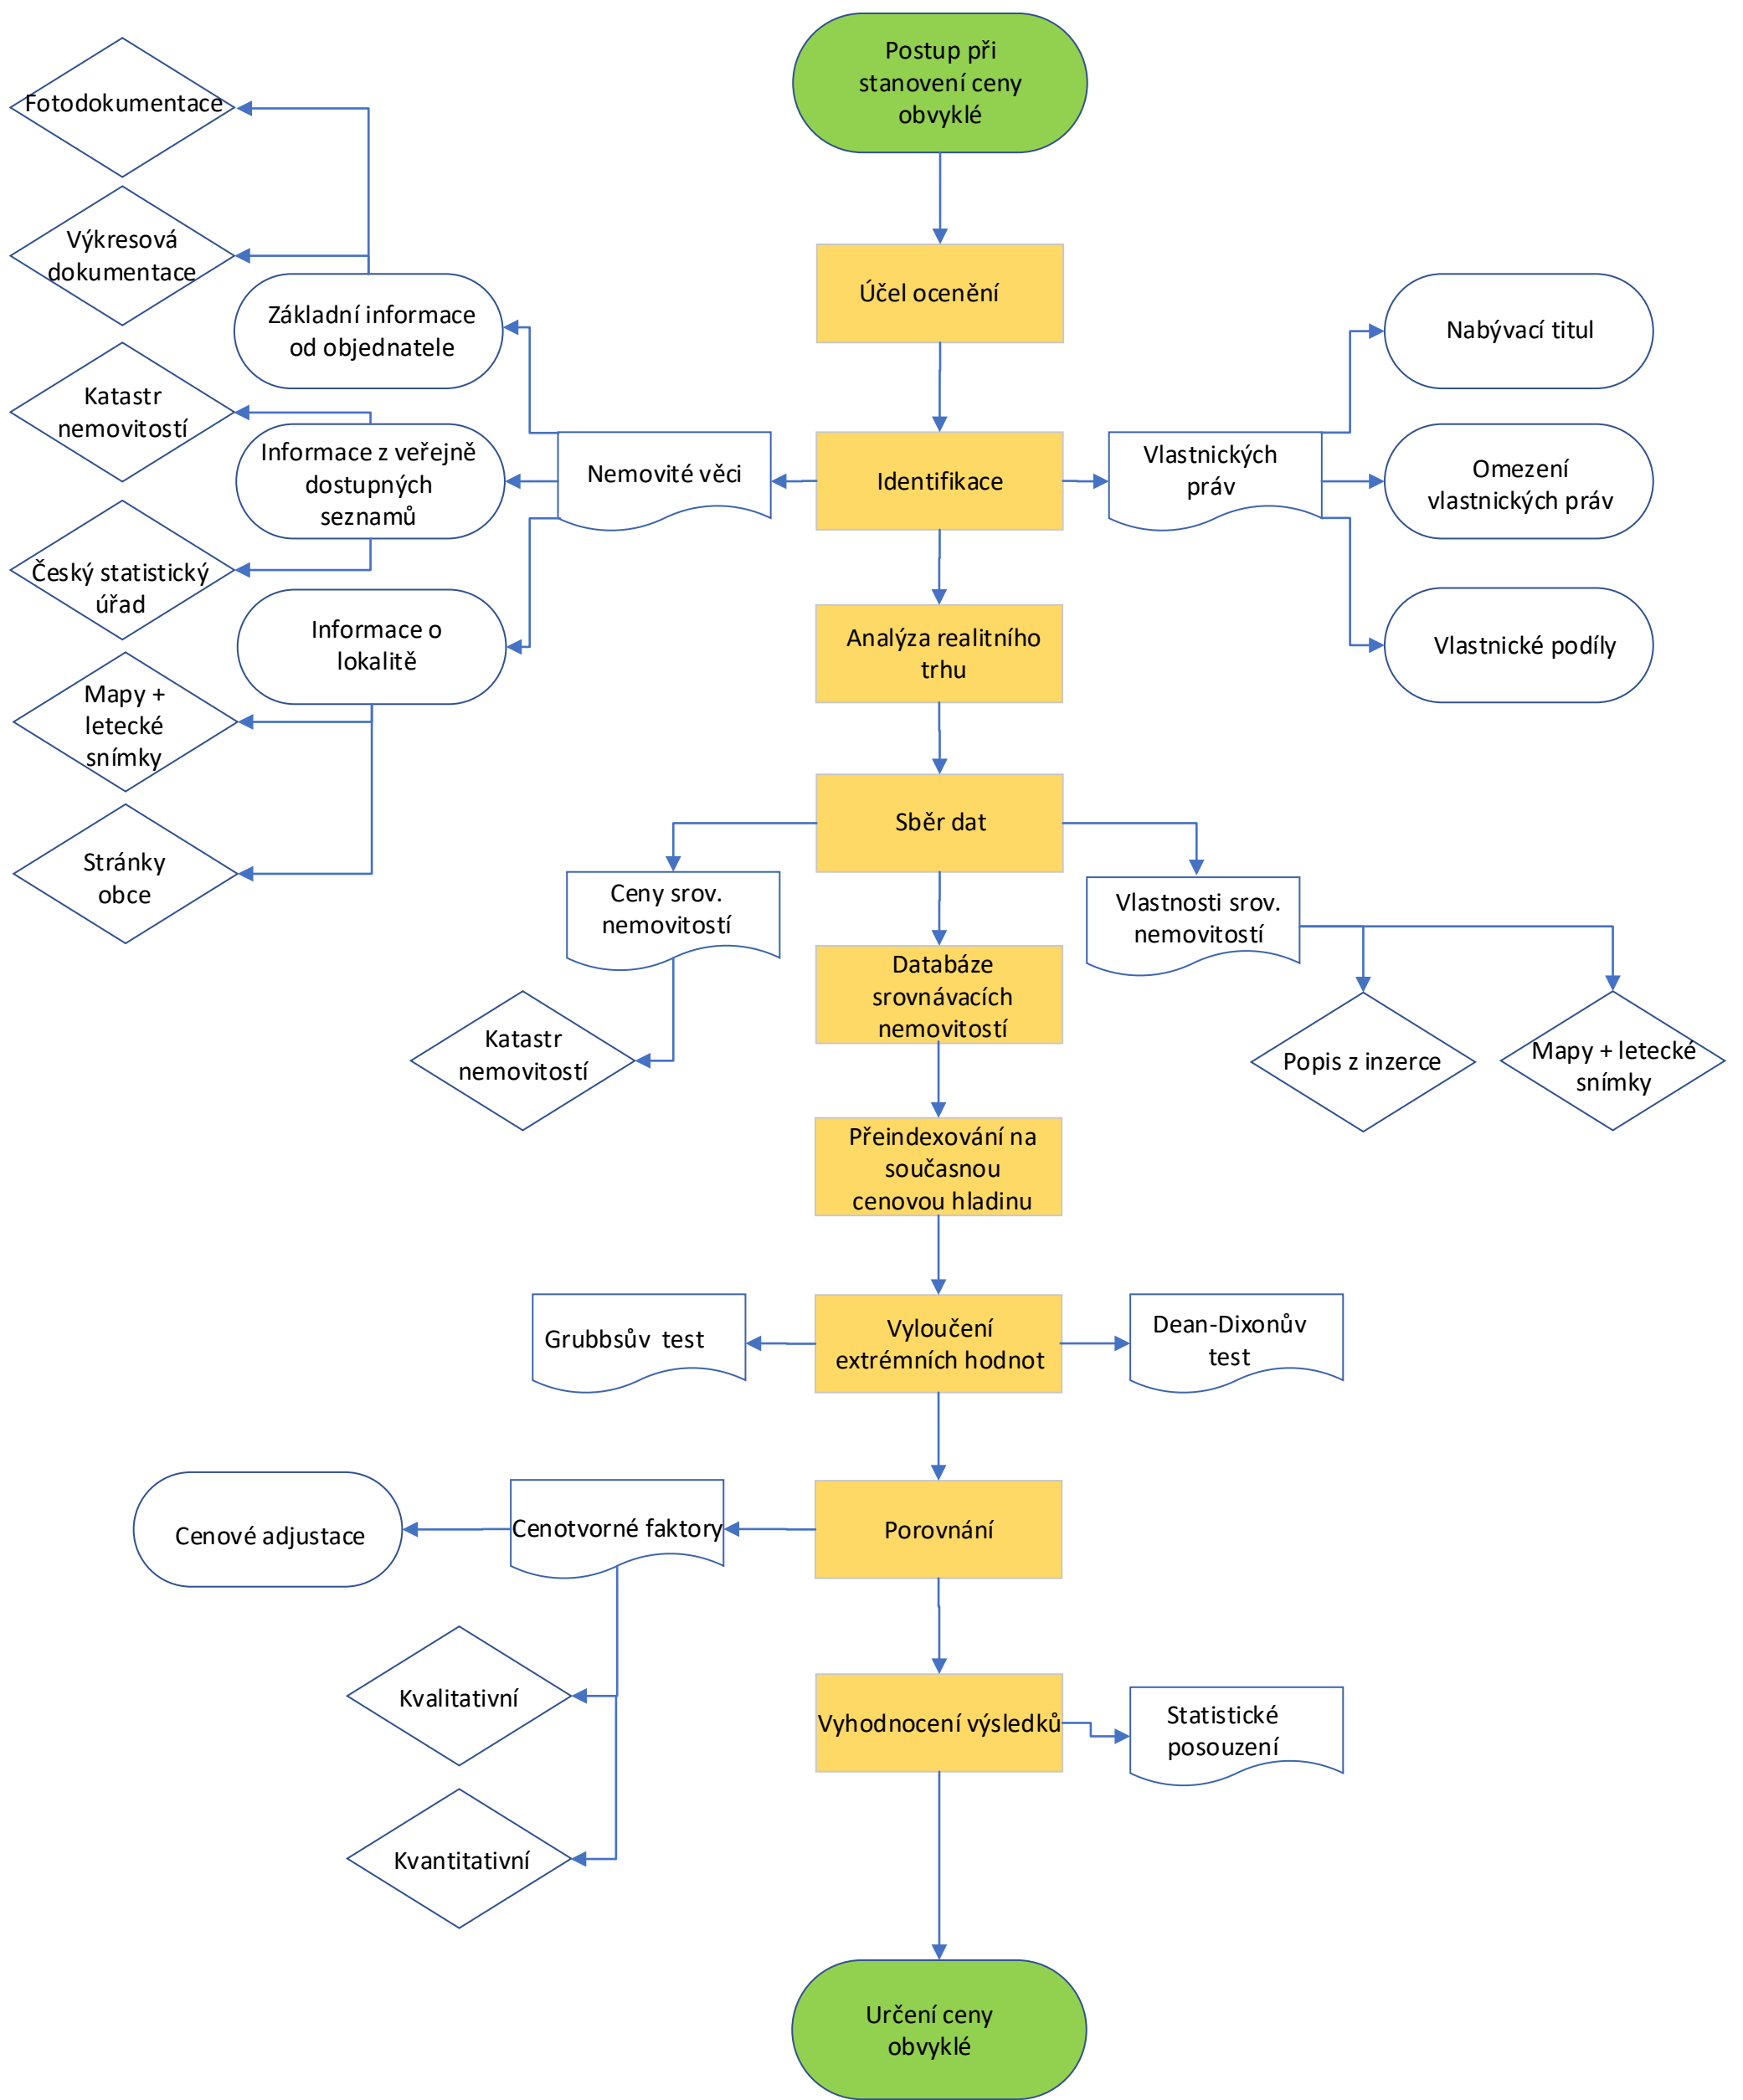 Postup při
stanovení ceny
obvyklé
Fotodokumentace
Výkresová
dokumentace
Účel ocenění
Základní informace
od objednatele
Nabývací titul
Katastr
nemovitostí
Informace z veřejně
dostupných
seznamů
Nemovité věci
Identifikace
Vlastnických
práv
Omezení
vlastnických práv
Český statistický
úřad
Informace o
lokalitě
Analýza realitního
trhu
Vlastnické podíly
Mapy +
letecké
snímky
Sběr dat
Stránky
obce
Ceny srov.
nemovitostí
Vlastnosti srov.
nemovitostí
Databáze
srovnávacích
nemovitostí
Katastr
nemovitostí
Popis z inzerce
Mapy + letecké
snímky
Přeindexování na
současnou
cenovou hladinu
Grubbsův  test
Vyloučení
extrémních hodnot
Dean-Dixonův
test
Cenové adjustace
Cenotvorné faktory
Porovnání
Kvalitativní
Vyhodnocení výsledků
Statistické
posouzení
Kvantitativní
Určení ceny
obvyklé